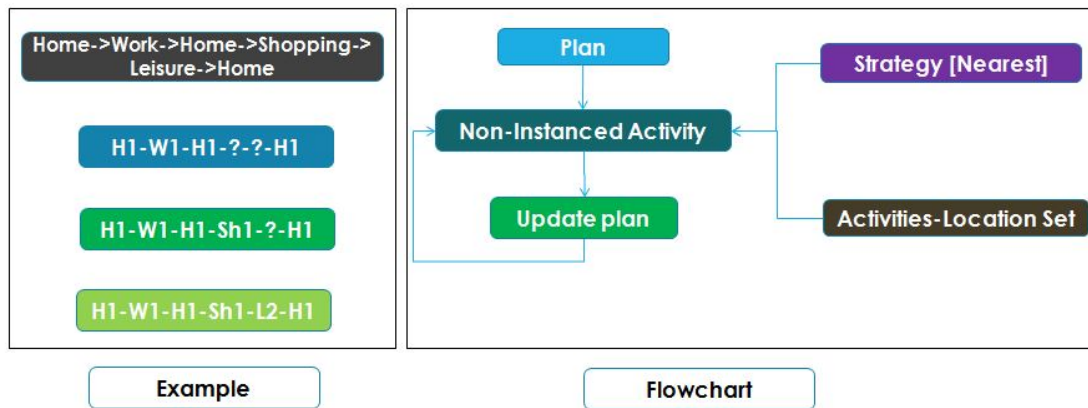 Home->Work->Home->Shopping->
Leisure->Home
H1-W1-H1-?-?-H1
H1-W1-H1-Sh1-?-H1
H1-W1-H1-Sh1-L2-H1
Example
Plan
Strategy [Nearest]
Non-Instanced Activity
Update plan
Activities-Location Set
Flowchart